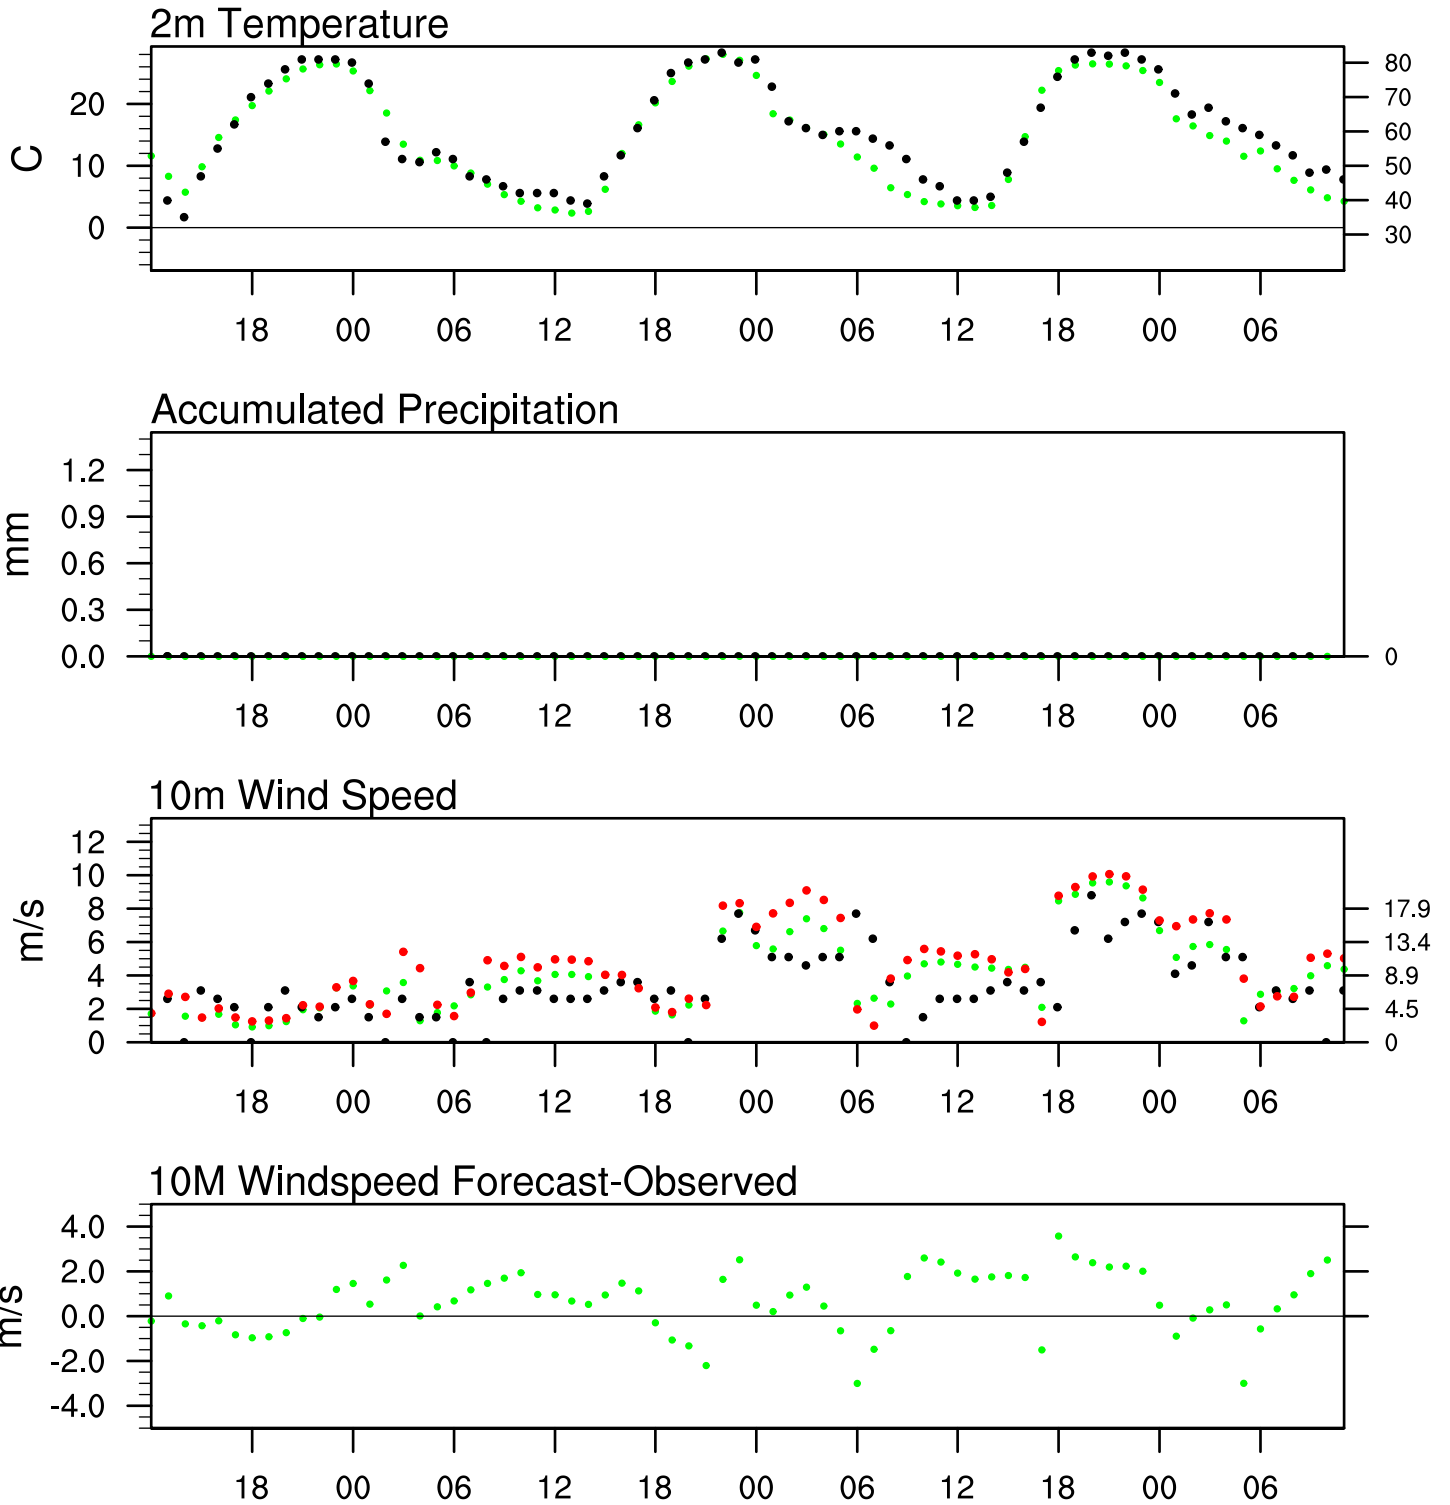 2m Temperature
C
20
10
0
80
70
60
50
40
30
18 00 06 12 18 00 06 12 18 00 06
Accumulated Precipitation
mm
1.2
0.9
0.6
0.3
0.0
0
18 00 06 12 18 00 06 12 18 00 06
10m Wind Speed
m/s
12
10
8
6
4
2
0
17.9
13.4
8.9
4.5
0
18 00 06 12 18 00 06 12 18 00 06
10M Windspeed Forecast-Observed
m/s
4.0
2.0
0.0
-2.0
-4.0
18 00 06 12 18 00 06 12 18 00 06